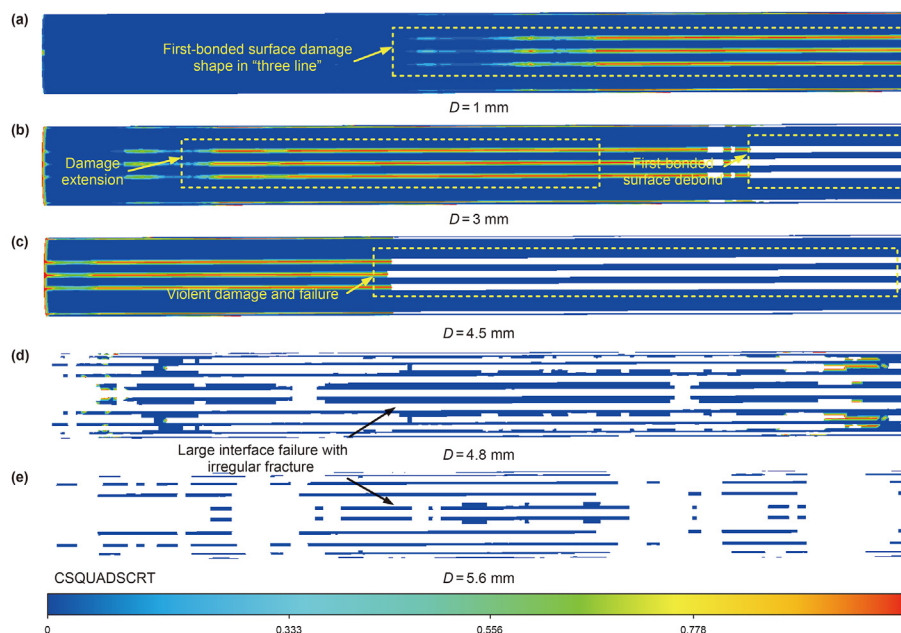 (a)
First-bonded surface damage
shape in “three line”
D = 1 mm
(b)
Damage
extension
First-bonded
surface debond
D = 3 mm
(c)
Violent damage and failure
D = 4.5 mm
(d)
Large interface failure with
irregular fracture
D = 4.8 mm
(e)
CSQUADSCRT
D = 5.6 mm
0 0.333 0.556 0.778